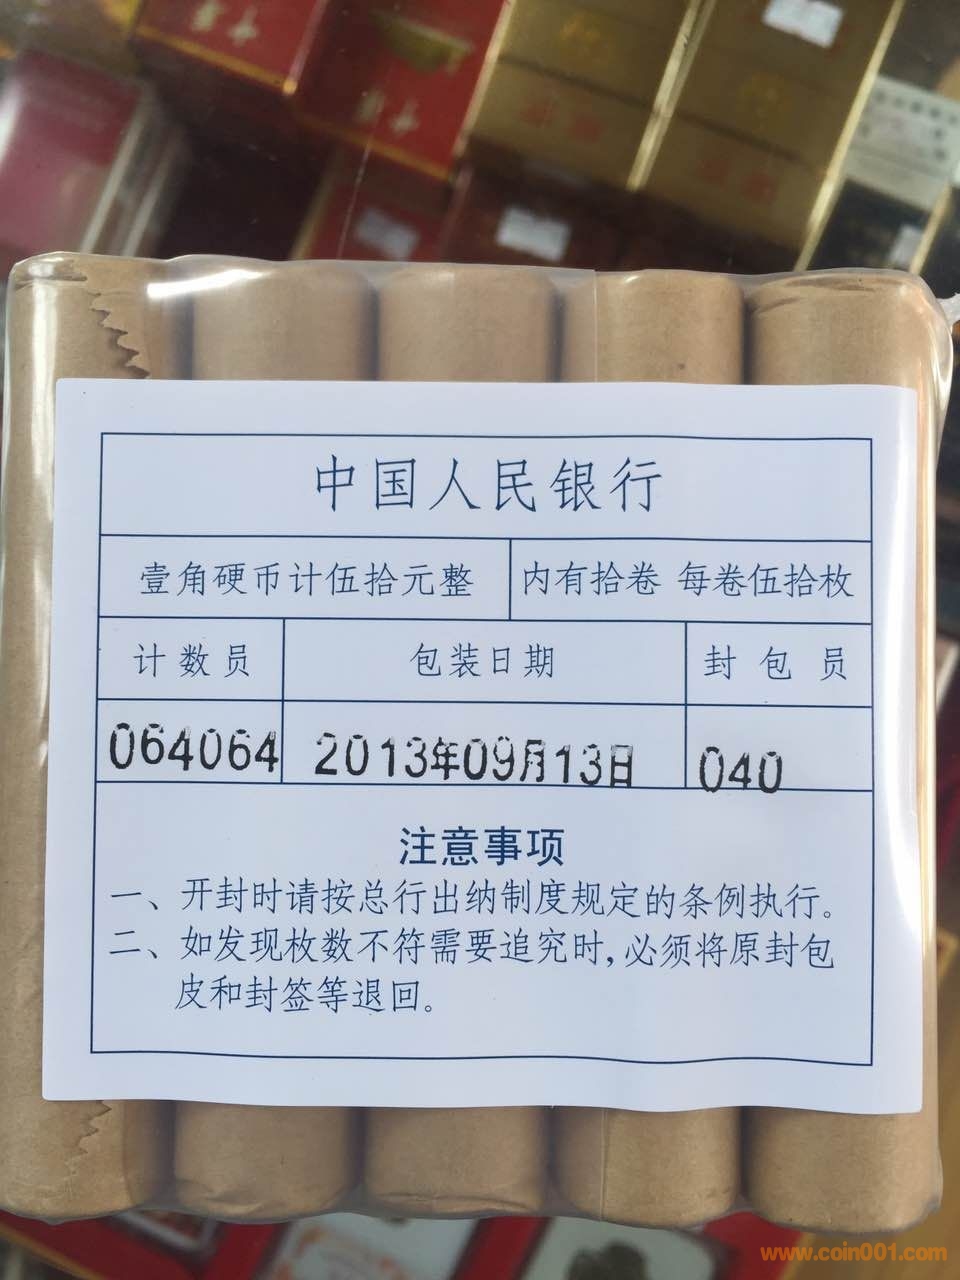 中国人民银行
壹角硬币计伍拾元整 内有拾卷 每卷伍拾枚
计数员 包装日期 封包员
064064 2013年09月13日 040
注意事项
一、开封时请按总行出纳制度规定的条例执行。
二、如发现枚数不符需要追究时,必须将原封包
皮和封签等退回。
www.coin001.com